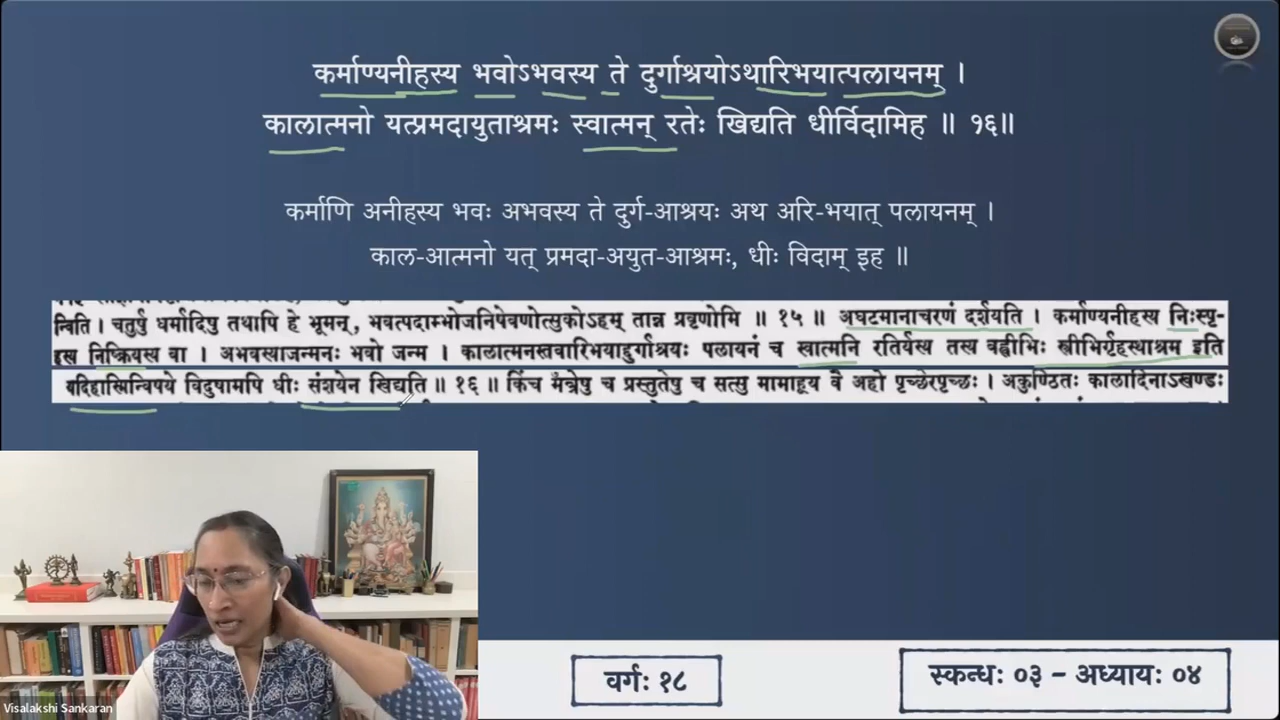 कर्माण्यनीहस्य भवोऽभवस्य ते दुर्गाश्रयोऽथारिभयात्पलायनम् ।
कालात्मनो यत्प्रमदायुताश्रमः स्वात्मन् रतेः खिद्यति धीर्विदामिह ॥ १६॥
कर्माणि अनीहस्य भवः अभवस्य ते दुर्ग-आश्रयः अथ अरि-भयात् पलायनम् ।
काल-आत्मनो यत् प्रमदा-अयुत-आश्रमः, धीः विदाम् इह ॥
न्विति । चतुर्षु धर्मादिषु तथापि हे भूमन्, भवत्पदाम्भोजनिषेवणोत्सुकोऽहम् तान्न प्रवृणोमि ॥ १५ ॥ अघटमानाचरणं दर्शयति । कर्माण्यनीहस्य निःस्पृ-
हस्य निष्क्रियस्य वा । अभवस्याजन्मनः भवो जन्म । कालात्मनस्तवारिभयाद्दुर्गाश्रयः पलायनं च स्वात्मनि रतिर्यस्य तस्य बह्वीभिः स्त्रीभिर्गृहस्थाश्रम इति
यदिहास्मिन्विषये विदुषामपि धीः संशयेन खिद्यति ॥ १६ ॥ किंच मंत्रेषु च प्रस्तुतेषु च सत्सु मामाहूय वै अहो पृच्छेरपृच्छः । अकुण्ठितः कालादिनाऽखण्डः
Visalakshi Sankaran
वर्गः १८
स्कन्धः ०३ – अध्यायः ०४